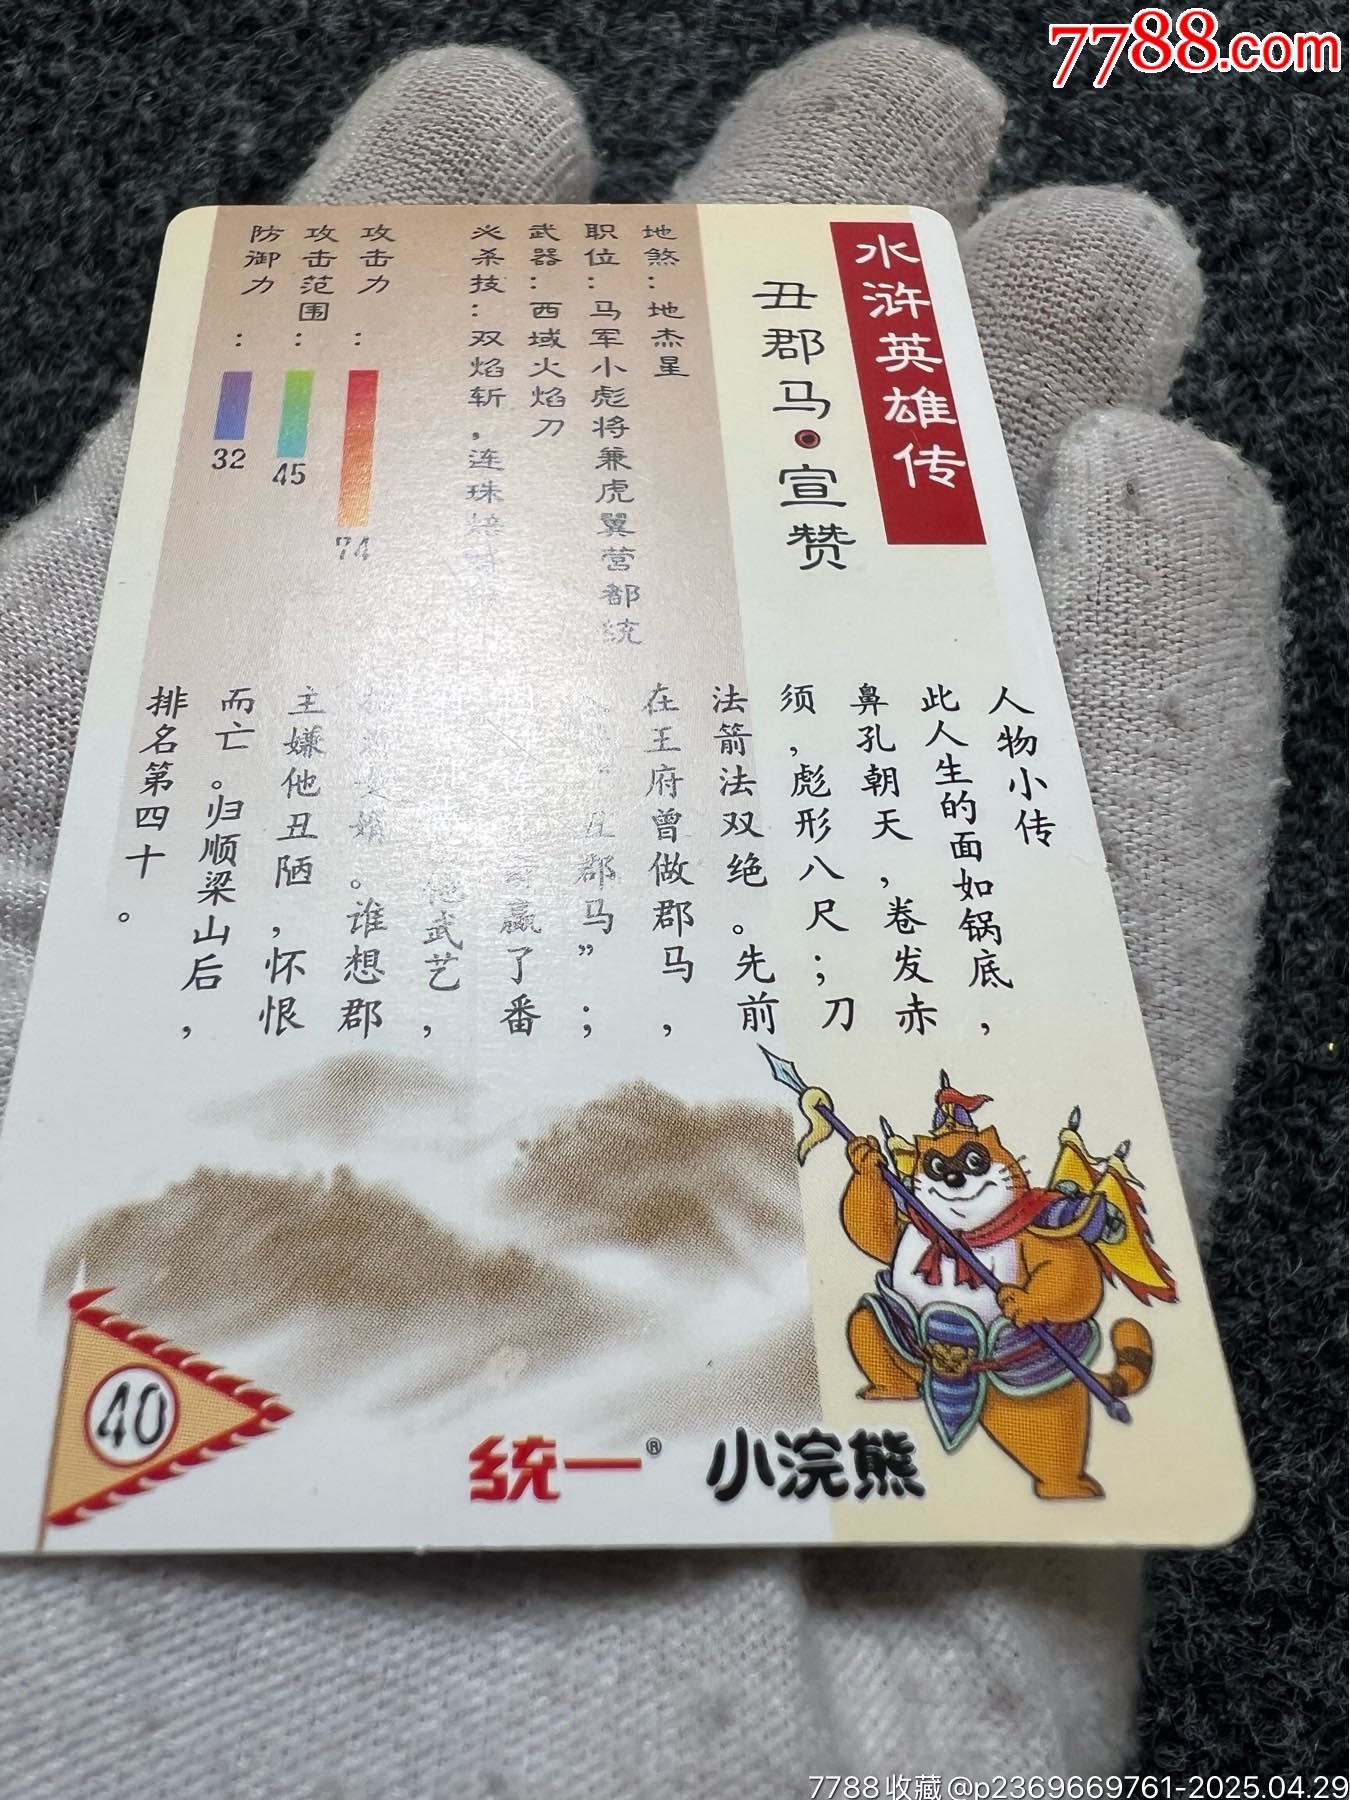 7788.com
水浒英雄传
丑郡马·宣赞
地煞：地杰星
职位：马军小彪将兼虎翼营都统
武器：西域火焰刀
必杀技：双焰斩，连珠
攻击力：74
攻击范围：45
防御力：32
人物小传
此人生的面如锅底，
鼻孔朝天，卷发赤
须，彪形八尺；刀
法箭法双绝。先前
在王府曾做郡马，
“丑郡马”；
赢了番
他武艺，
。谁想郡
主嫌他丑陋，怀恨
而亡。归顺梁山后，
排名第四十。
40
统一® 小浣熊
7788收藏@p2369669761-2025.04.29